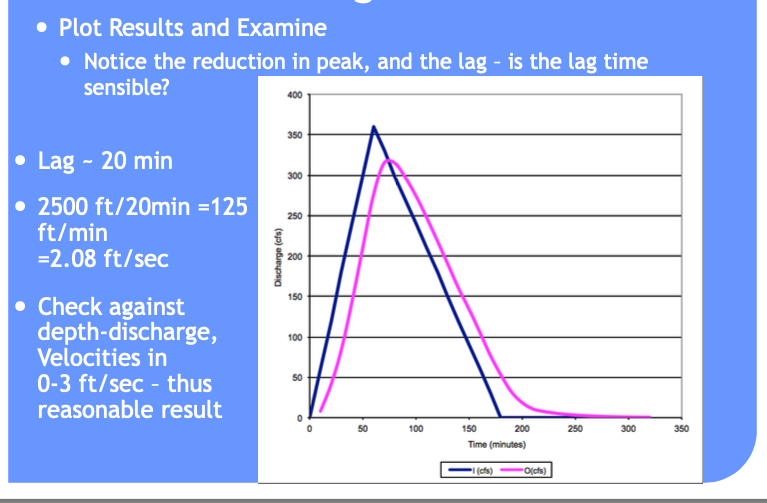 Plot Results and Examine
Notice the reduction in peak, and the lag – is the lag time
sensible?
Lag ~ 20 min
2500 ft/20min =125
ft/min
=2.08 ft/sec
Check against
depth-discharge,
Velocities in
0-3 ft/sec – thus
reasonable result
400
350
300
250
200
150
100
50
0
Discharge (cfs)
0 50 100 150 200 250 300 350
Time (minutes)
I (cfs) O(cfs)